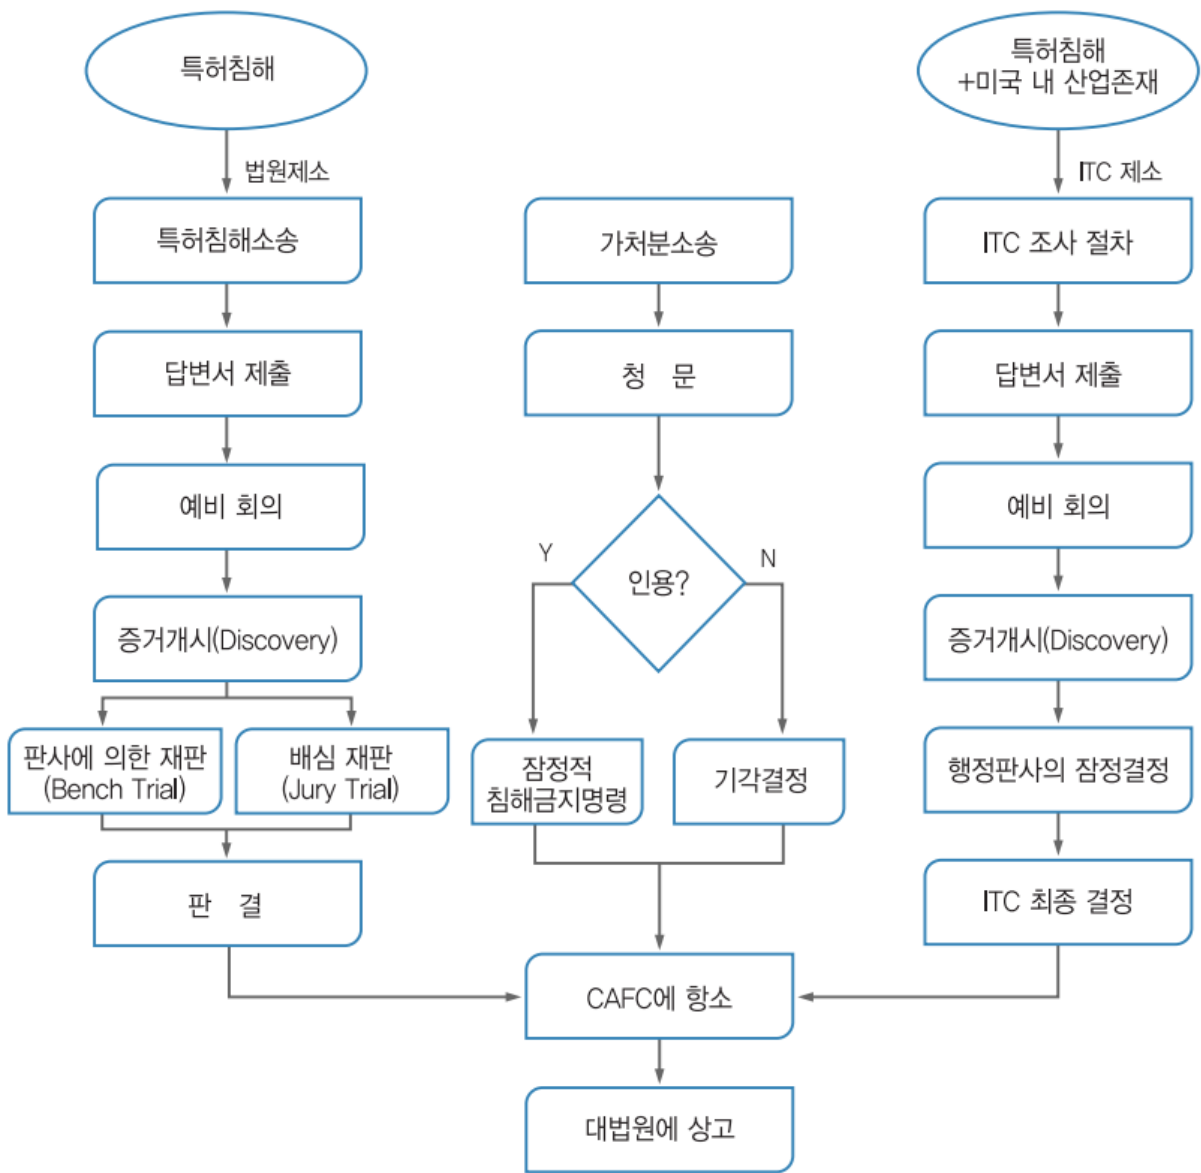 특허침해
법원제소
특허침해소송
답변서 제출
예비 회의
증거개시(Discovery)
판사에 의한 재판
(Bench Trial)
배심 재판
(Jury Trial)
판 결
가처분소송
청 문
인용?
Y
N
잠정적
침해금지명령
기각결정
특허침해
+미국 내 산업존재
ITC 제소
ITC 조사 절차
답변서 제출
예비 회의
증거개시(Discovery)
행정판사의 잠정결정
ITC 최종 결정
CAFC에 항소
대법원에 상고